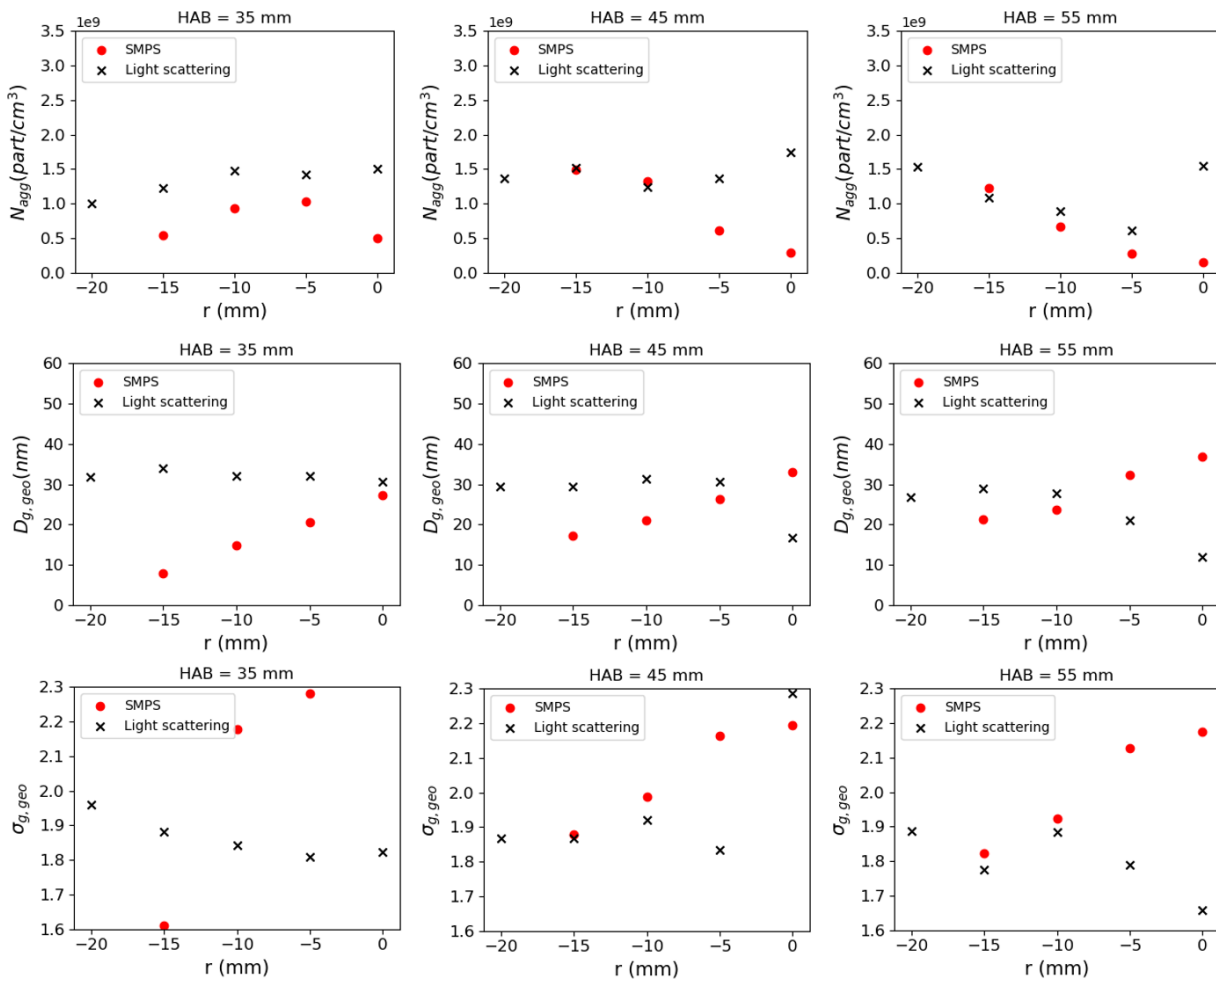 HAB = 35 mm
1e9
3.5
3.0
2.5
2.0
1.5
1.0
0.5
0.0
N_agg(part/cm^3)
SMPS
Light scattering
−20 −15 −10 −5 0
r (mm)
HAB = 45 mm
1e9
3.5
3.0
2.5
2.0
1.5
1.0
0.5
0.0
N_agg(part/cm^3)
SMPS
Light scattering
−20 −15 −10 −5 0
r (mm)
HAB = 55 mm
1e9
3.5
3.0
2.5
2.0
1.5
1.0
0.5
0.0
N_agg(part/cm^3)
SMPS
Light scattering
−20 −15 −10 −5 0
r (mm)
HAB = 35 mm
60
50
40
30
20
10
0
D_g,geo(nm)
SMPS
Light scattering
−20 −15 −10 −5 0
r (mm)
HAB = 45 mm
60
50
40
30
20
10
0
D_g,geo(nm)
SMPS
Light scattering
−20 −15 −10 −5 0
r (mm)
HAB = 55 mm
60
50
40
30
20
10
0
D_g,geo(nm)
SMPS
Light scattering
−20 −15 −10 −5 0
r (mm)
HAB = 35 mm
2.3
2.2
2.1
2.0
1.9
1.8
1.7
1.6
σ_g,geo
SMPS
Light scattering
−20 −15 −10 −5 0
r (mm)
HAB = 45 mm
2.3
2.2
2.1
2.0
1.9
1.8
1.7
1.6
σ_g,geo
SMPS
Light scattering
−20 −15 −10 −5 0
r (mm)
HAB = 55 mm
2.3
2.2
2.1
2.0
1.9
1.8
1.7
1.6
σ_g,geo
SMPS
Light scattering
−20 −15 −10 −5 0
r (mm)